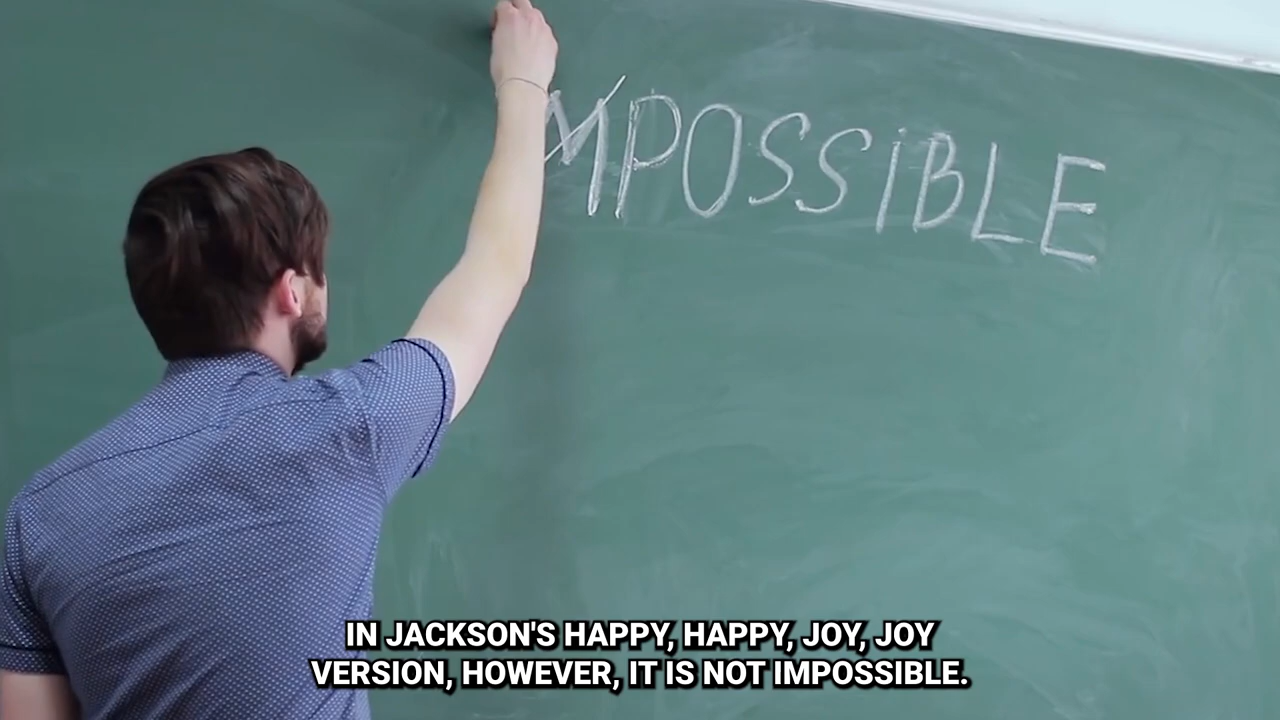 MPOSSIBLE
IN JACKSON'S HAPPY, HAPPY, JOY, JOY
VERSION, HOWEVER, IT IS NOT IMPOSSIBLE.